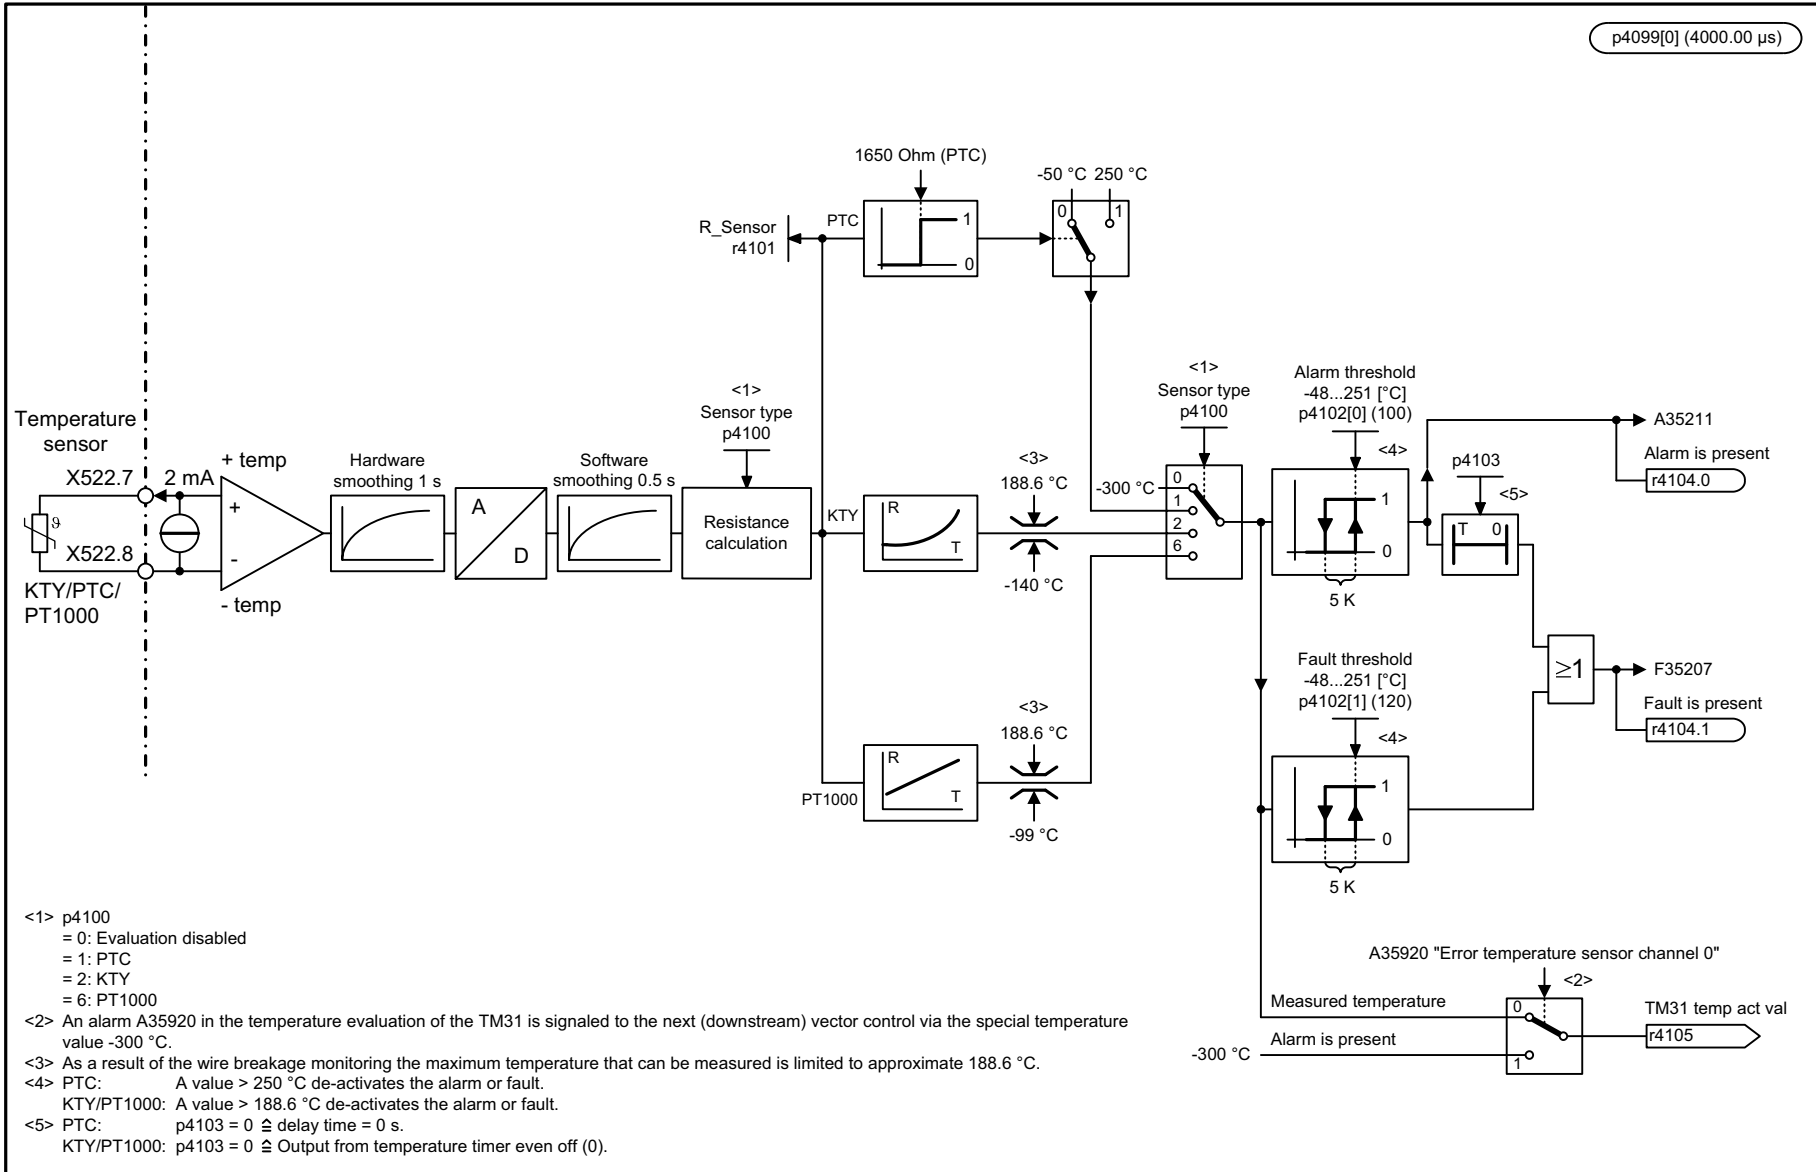 p4099[0] (4000.00 µs)
1650 Ohm (PTC)
-50 °C 250 °C
0
1
R_Sensor
r4101
PTC
1
0
<1>
Sensor type
p4100
<1>
Sensor type
p4100
Alarm threshold
-48...251 [°C]
p4102[0] (100)
<4>
A35211
Alarm is present
r4104.0
p4103
<5>
T 0
Temperature
sensor
X522.7
2 mA
+ temp
+
-
- temp
ϑ
X522.8
KTY/PTC/
PT1000
Hardware
smoothing 1 s
A
D
Software
smoothing 0.5 s
Resistance
calculation
KTY
R
T
<3>
188.6 °C
-140 °C
-300 °C
0
1
2
6
1
0
5 K
Fault threshold
-48...251 [°C]
p4102[1] (120)
<4>
1
0
5 K
≥1
F35207
Fault is present
r4104.1
PT1000
R
T
<3>
188.6 °C
-99 °C
A35920 "Error temperature sensor channel 0"
<2>
Measured temperature
0
TM31 temp act val
r4105
-300 °C
Alarm is present
1
<1> p4100
= 0: Evaluation disabled
= 1: PTC
= 2: KTY
= 6: PT1000
<2> An alarm A35920 in the temperature evaluation of the TM31 is signaled to the next (downstream) vector control via the special temperature
value -300 °C.
<3> As a result of the wire breakage monitoring the maximum temperature that can be measured is limited to approximate 188.6 °C.
<4> PTC: A value > 250 °C de-activates the alarm or fault.
KTY/PT1000: A value > 188.6 °C de-activates the alarm or fault.
<5> PTC: p4103 = 0 ≙ delay time = 0 s.
KTY/PT1000: p4103 = 0 ≙ Output from temperature timer even off (0).